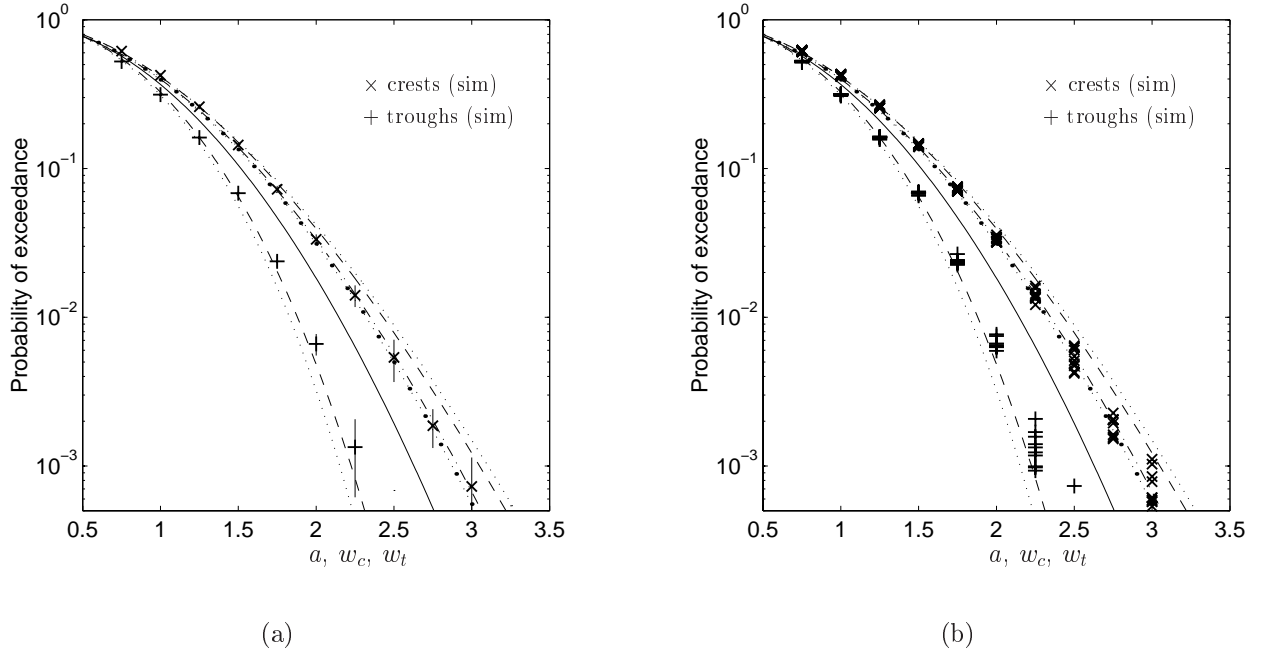 10^0
10^−1
10^−2
10^−3
Probability of exceedance
× crests (sim)
+ troughs (sim)
0.5 1 1.5 2 2.5 3 3.5
a, w_c, w_t
(a)
10^0
10^−1
10^−2
10^−3
Probability of exceedance
× crests (sim)
+ troughs (sim)
0.5 1 1.5 2 2.5 3 3.5
a, w_c, w_t
(b)